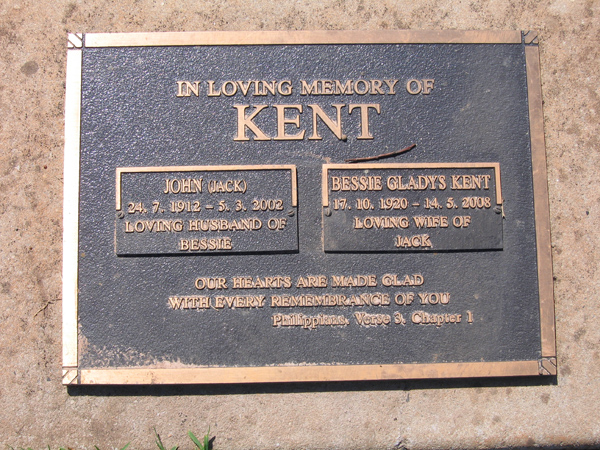 IN LOVING MEMORY OF
KENT
JOHN (JACK)
24. 7. 1912 – 5. 3. 2002
LOVING HUSBAND OF
BESSIE
BESSIE GLADYS KENT
17. 10. 1920 – 14. 5. 2008
LOVING WIFE OF
JACK
OUR HEARTS ARE MADE GLAD
WITH EVERY REMEMBRANCE OF YOU
Philippians, Verse 3, Chapter 1